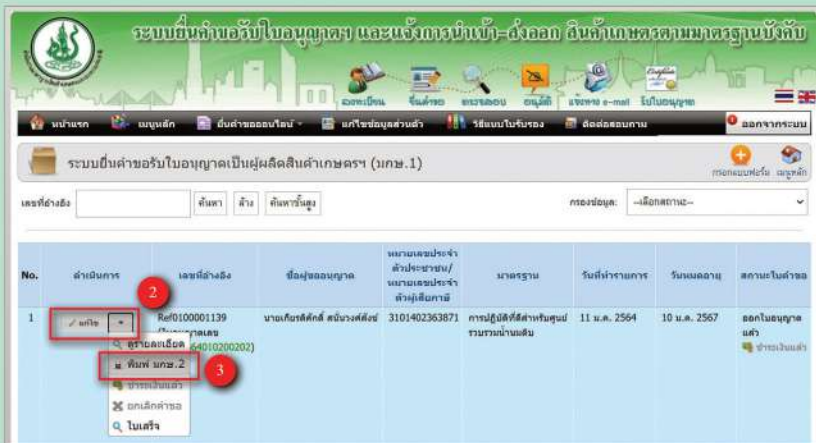 ระบบยื่นคำขอรับใบอนุญาตฯ และแจ้งการนำเข้า-ส่งออก สินค้าเกษตรตามมาตรฐานบังคับ
ลงทะเบียน ยื่นคำขอ ตรวจสอบ อนุมัติ แจ้งทาง e-mail รับใบอนุญาต
หน้าแรก เมนูหลัก ยื่นคำขอออนไลน์ แก้ไขข้อมูลส่วนตัว วิธีแนบใบรับรอง ติดต่อสอบถาม ออกจากระบบ
ระบบยื่นคำขอรับใบอนุญาตเป็นผู้ผลิตสินค้าเกษตรฯ (มกษ.1)
กรอกแบบฟอร์ม เมนูหลัก
เลขที่อ้างอิง ค้นหา ล้าง ค้นหาขั้นสูง กรองข้อมูล: --เลือกสถานะ--
No. ดำเนินการ เลขที่อ้างอิง ชื่อผู้ขออนุญาต หมายเลขประจำตัวประชาชน/หมายเลขประจำตัวผู้เสียภาษี มาตรฐาน วันที่ทำรายการ วันหมดอายุ สถานะใบคำขอ
2
1 แก้ไข Ref0100001139 3101402363871 การปฏิบัติที่ดีสำหรับศูนย์ 11 ม.ค. 2564 10 ม.ค. 2567 ออกใบอนุญาต
รวบรวมน้ำนมดิบ แล้ว
ดูรายละเอียด 64010200202) ชำระเงินแล้ว
พิมพ์ มกษ.2 3
ชำระเงินแล้ว
ยกเลิกคำขอ
ใบเสร็จ